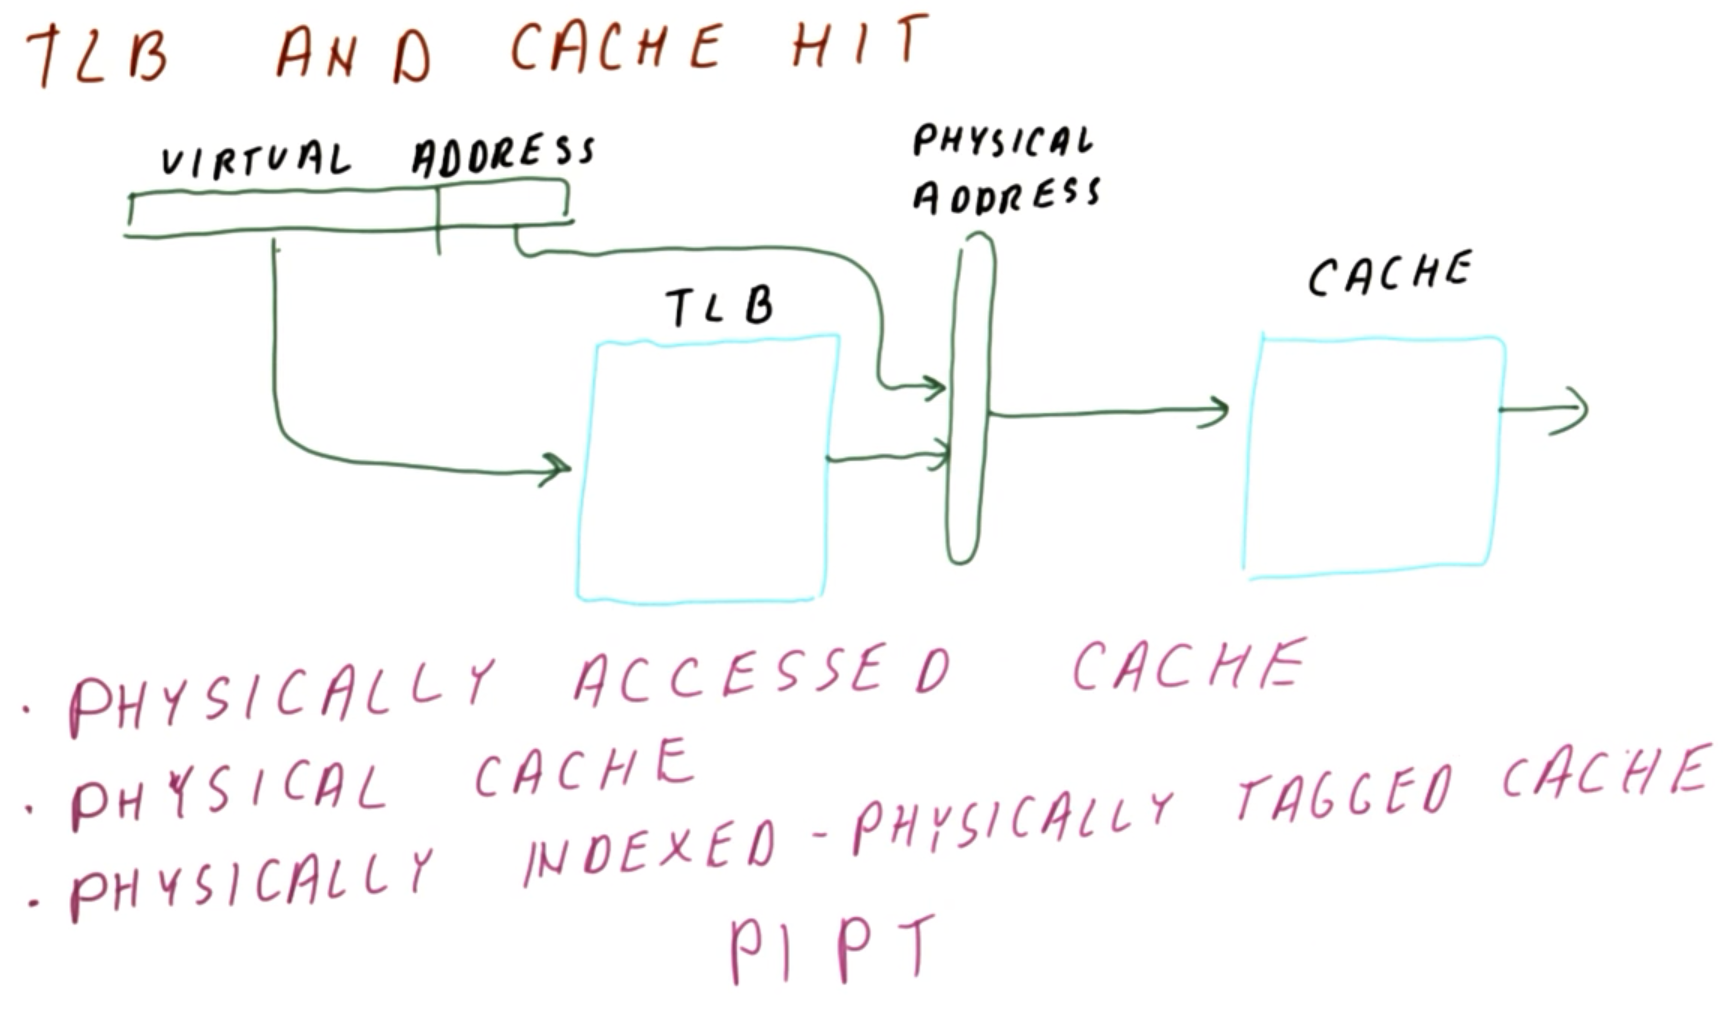 TLB AND CACHE HIT
VIRTUAL ADDRESS
PHYSICAL
ADDRESS
TLB
CACHE
· PHYSICALLY ACCESSED CACHE
· PHYSICAL CACHE
· PHYSICALLY INDEXED - PHYSICALLY TAGGED CACHE
PIPT